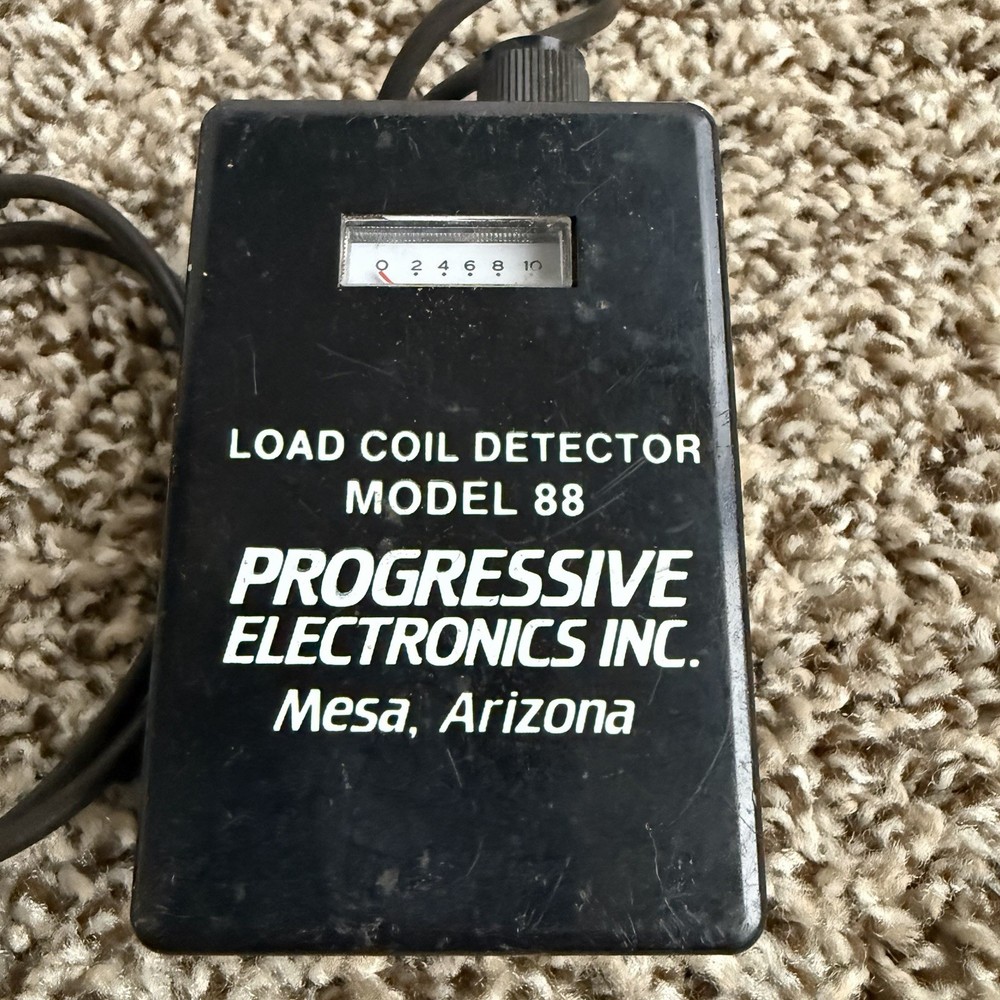 0 2 4 6 8 10
LOAD COIL DETECTOR
MODEL 88
PROGRESSIVE
ELECTRONICS INC.
Mesa, Arizona